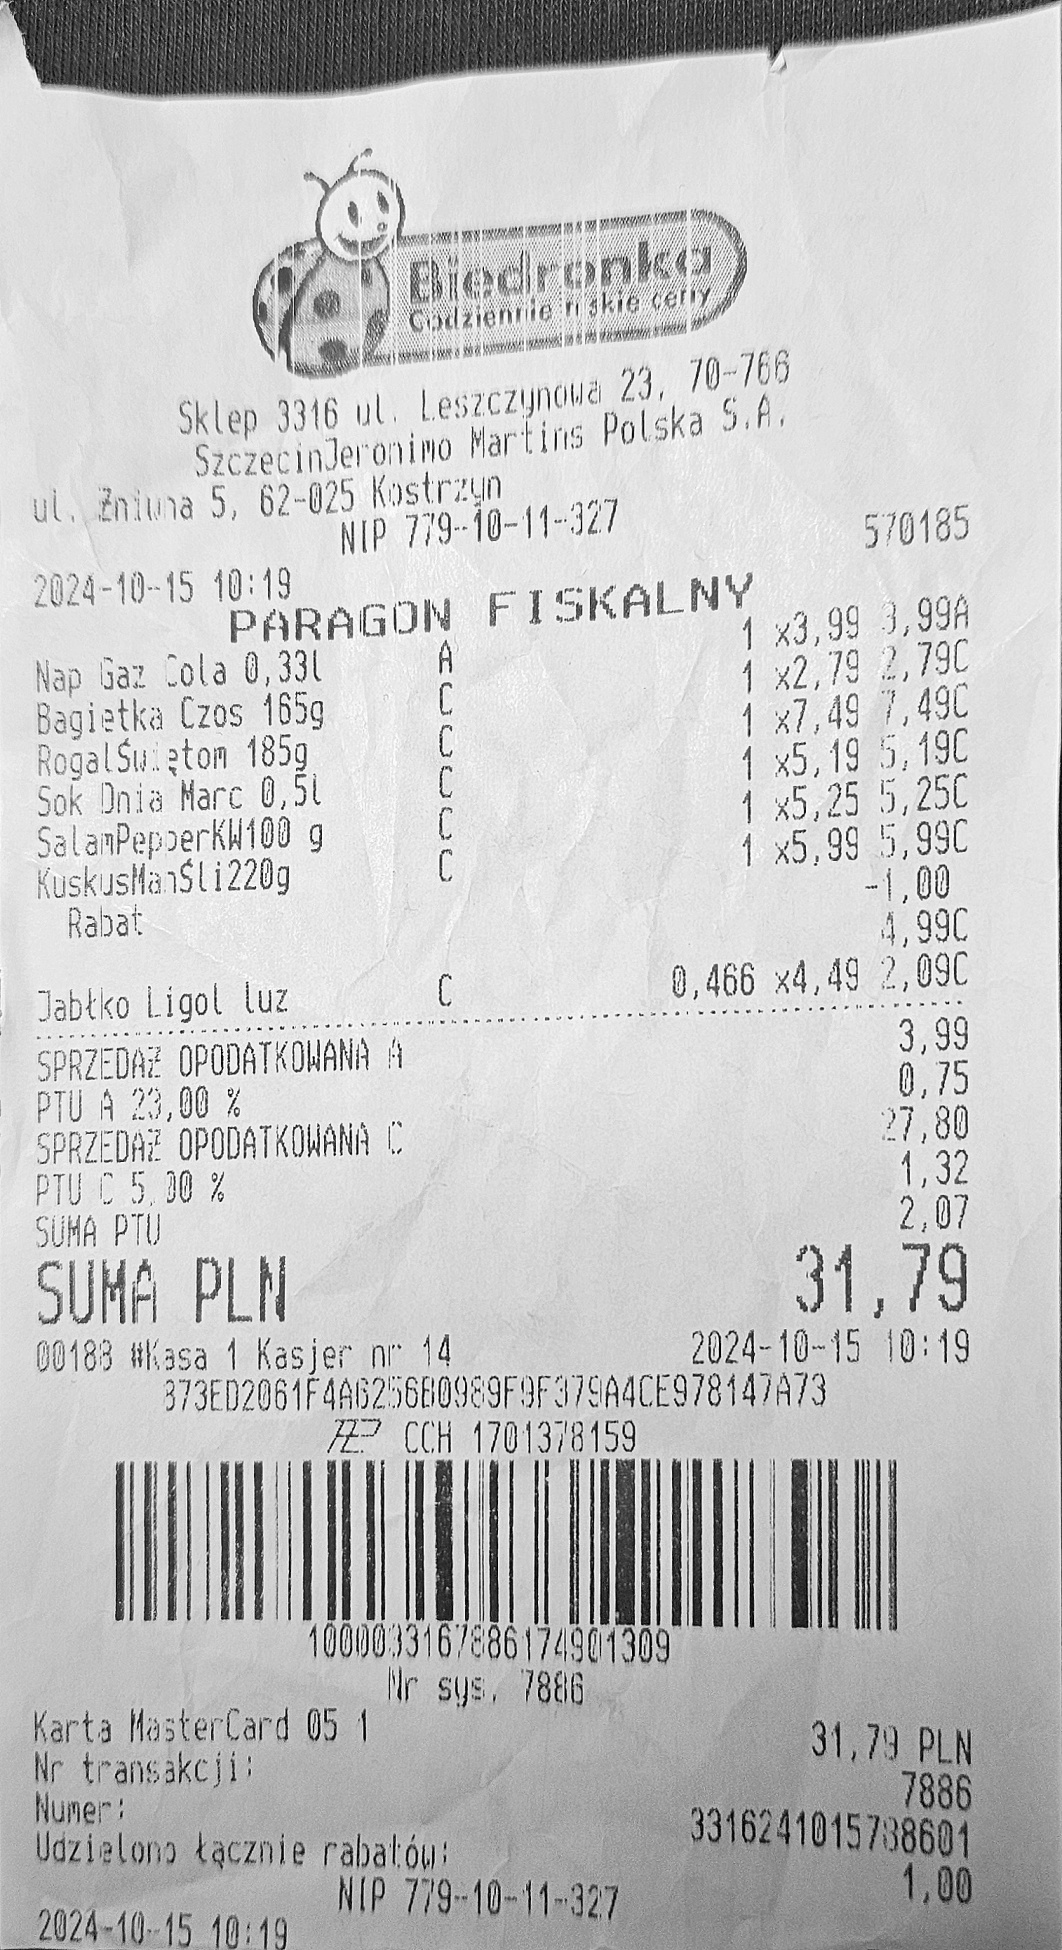 Biedronka
Codziennie niskie ceny
Sklep 3316 ul. Leszczynowa 23, 70-766
SzczecinJeronimo Martins Polska S.A.
ul. Żniwna 5, 62-025 Kostrzyn
NIP 779-10-11-327
2024-10-15 10:19 570185
PARAGON FISKALNY
Nap Gaz Cola 0,33l A 1 x3,99 3,99A
Bagietka Czos 165g C 1 x2,79 2,79C
RogalŚwiętom 185g C 1 x7,49 7,49C
Sok Dnia Marc 0,5l C 1 x5,19 5,19C
SalamPepperKW100 g C 1 x5,25 5,25C
KuskusManŚli220g C 1 x5,99 5,99C
Rabat -1,00
4,99C
Jabłko Ligol luz C 0,466 x4,49 2,09C
SPRZEDAŻ OPODATKOWANA A 3,99
PTU A 23,00 % 0,75
SPRZEDAŻ OPODATKOWANA C 27,80
PTU C 5,00 % 1,32
SUMA PTU 2,07
SUMA PLN 31,79
00188 #Kasa 1 Kasjer nr 14 2024-10-15 10:19
873ED2061F4A6256B0989F9F379A4CE978147A73
CCH 1701378159
1000033167886174901309
Nr sys. 7886
Karta MasterCard 05 1 31,79 PLN
Nr transakcji: 7886
Numer: 3316241015788601
Udzielono łącznie rabatów: 1,00
NIP 779-10-11-327
2024-10-15 10:19